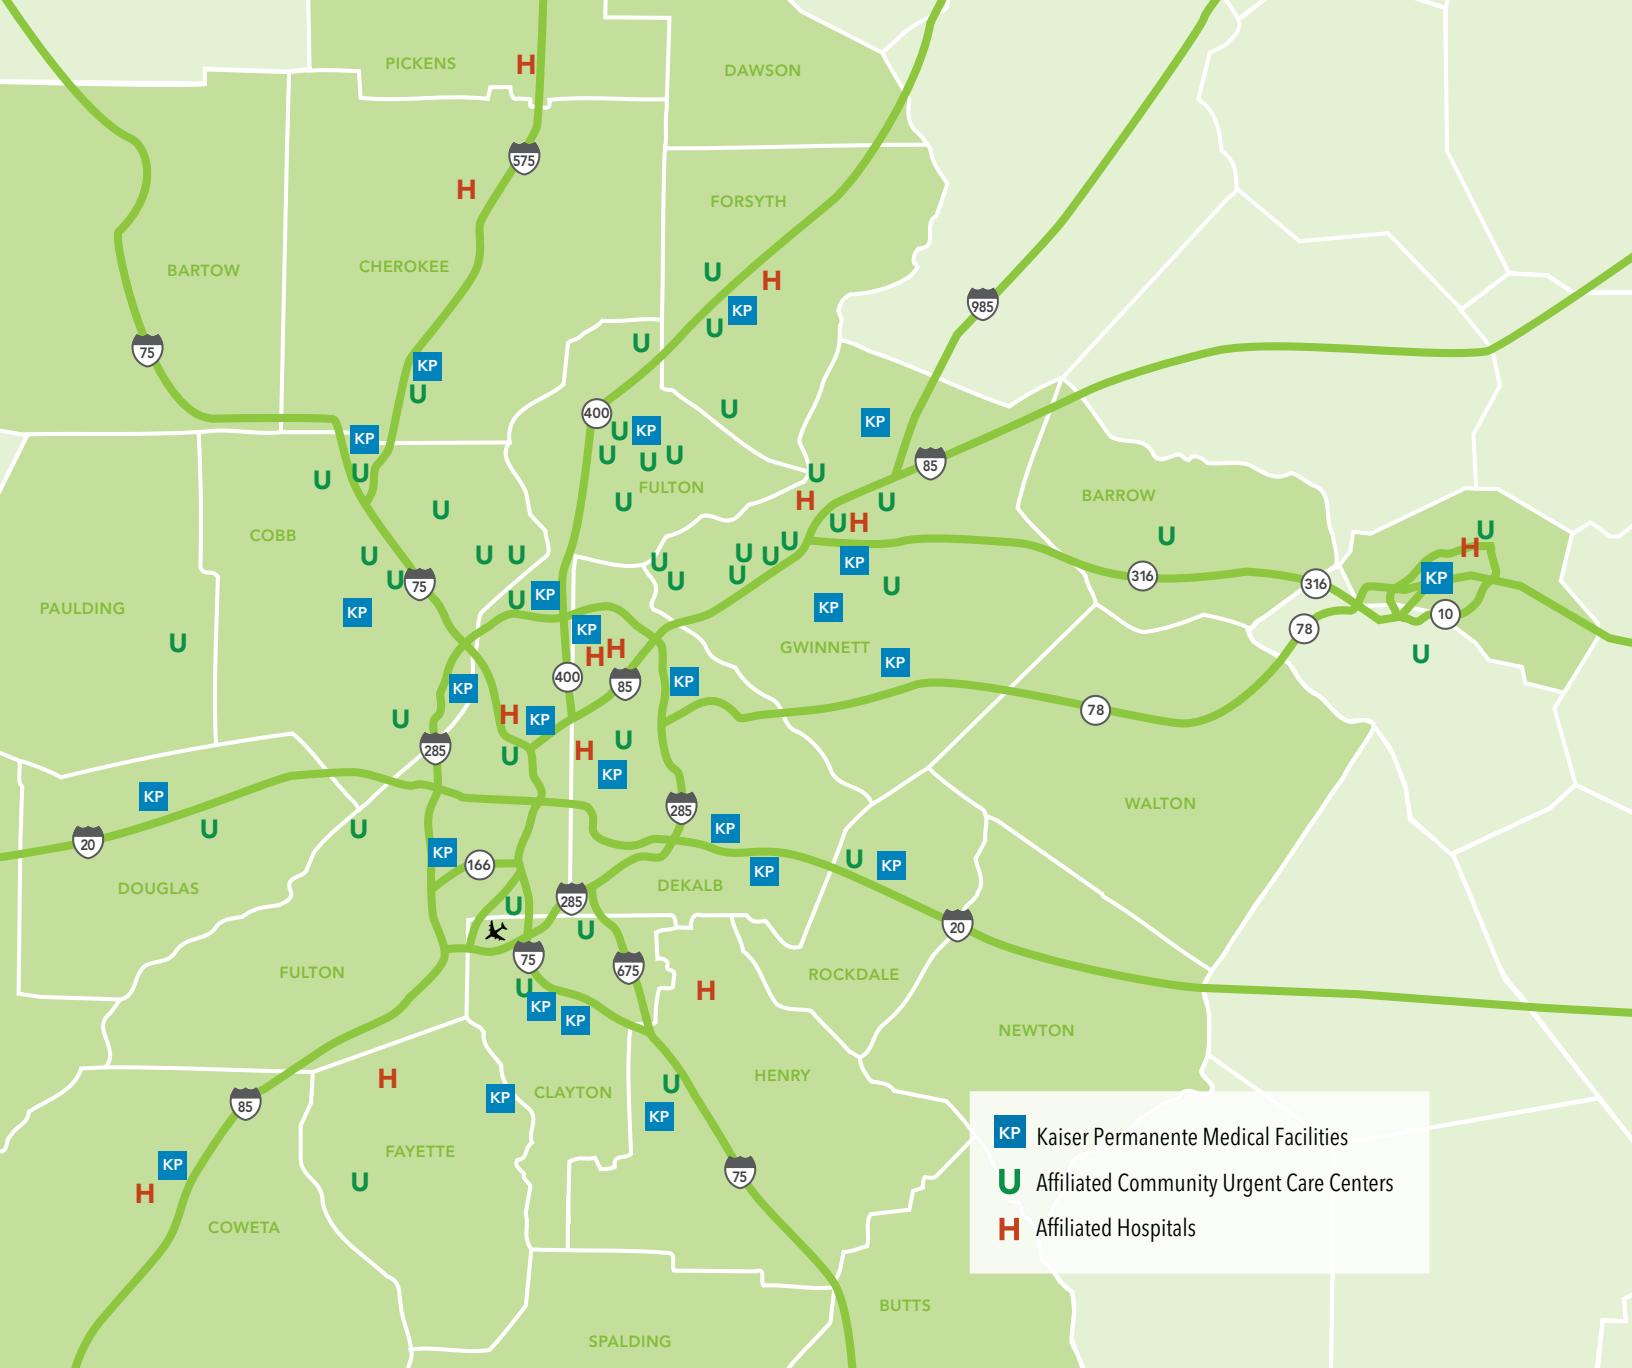 PICKENS
H
DAWSON
575
H
FORSYTH
BARTOW
CHEROKEE
U
H
985
KP
U
75
U
KP
U
400
U
KP
U
KP
KP
U
U
U
U
85
U
U
U
FULTON
BARROW
U
H
U
U
U
H
U
COBB
U
U
H
U
U
U
U
U
U
U
KP
U
75
U
U
316
316
KP
U
KP
U
PAULDING
KP
KP
10
U
KP
78
GWINNETT
H
H
U
KP
400
85
KP
KP
78
U
H
KP
U
285
U
H
KP
KP
285
WALTON
U
U
KP
20
KP
166
U
KP
KP
DOUGLAS
DEKALB
285
U
U
20
75
675
FULTON
ROCKDALE
U
H
KP
KP
NEWTON
H
HENRY
U
CLAYTON
KP
85
KP
FAYETTE
KP
75
U
H
COWETA
KP Kaiser Permanente Medical Facilities
U Affiliated Community Urgent Care Centers
H Affiliated Hospitals
BUTTS
SPALDING